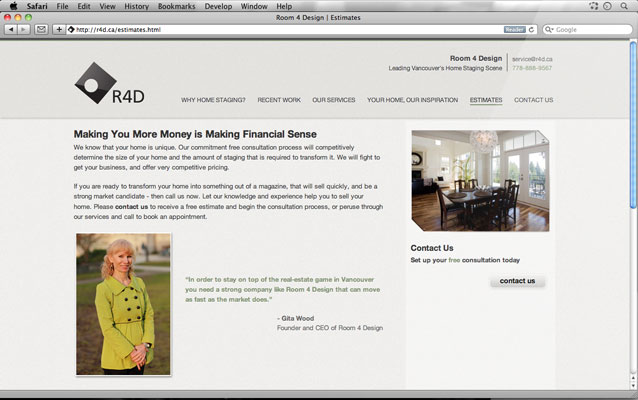 Safari File Edit View History Bookmarks Develop Window Help
Room 4 Design | Estimates
http://r4d.ca/estimates.html
Reader
Google
Room 4 Design
service@r4d.ca
Leading Vancouver's Home Staging Scene
778-888-9567
R4D
WHY HOME STAGING? RECENT WORK OUR SERVICES YOUR HOME, OUR INSPIRATION ESTIMATES CONTACT US
Making You More Money is Making Financial Sense
We know that your home is unique. Our commitment free consultation process will competitively
determine the size of your home and the amount of staging that is required to transform it. We will fight to
get your business, and offer very competitive pricing.
If you are ready to transform your home into something out of a magazine, that will sell quickly, and be a
strong market candidate - then call us now. Let our knowledge and experience help you to sell your
home. Please contact us to receive a free estimate and begin the consultation process, or peruse through
our services and call to book an appointment.
"In order to stay on top of the real-estate game in Vancouver
you need a strong company like Room 4 Design that can move
as fast as the market does."
- Gita Wood
Founder and CEO of Room 4 Design
Contact Us
Set up your free consultation today
contact us